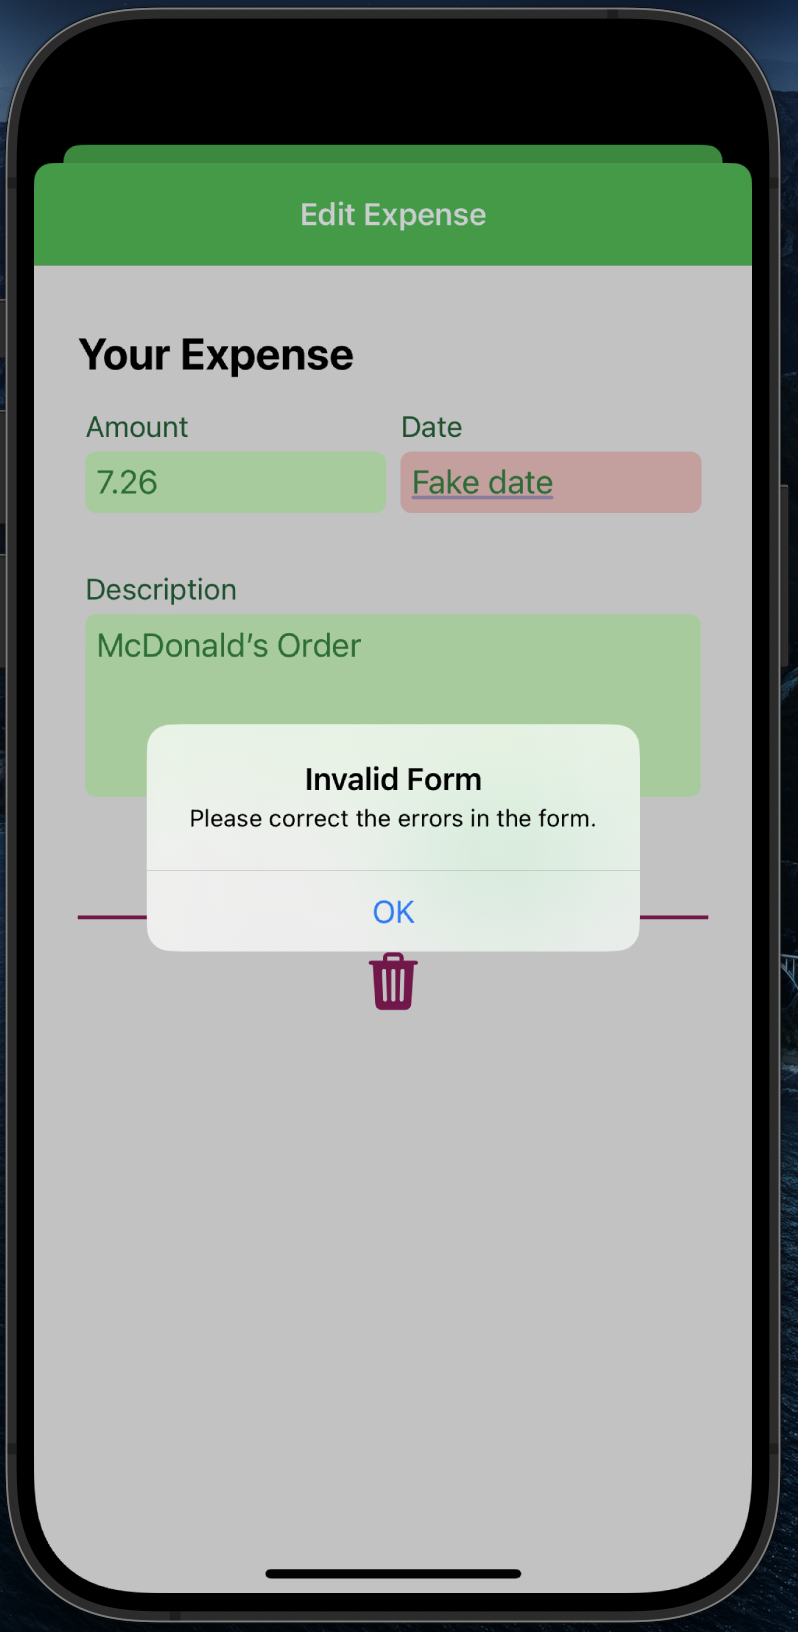 Edit Expense
Your Expense
Amount
Date
7.26
Fake date
Description
McDonald’s Order
Invalid Form
Please correct the errors in the form.
OK